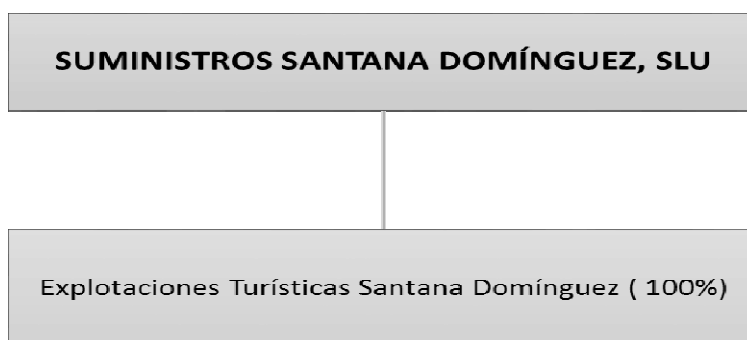 SUMINISTROS SANTANA DOMÍNGUEZ, SLU
Explotaciones Turísticas Santana Domínguez ( 100%)